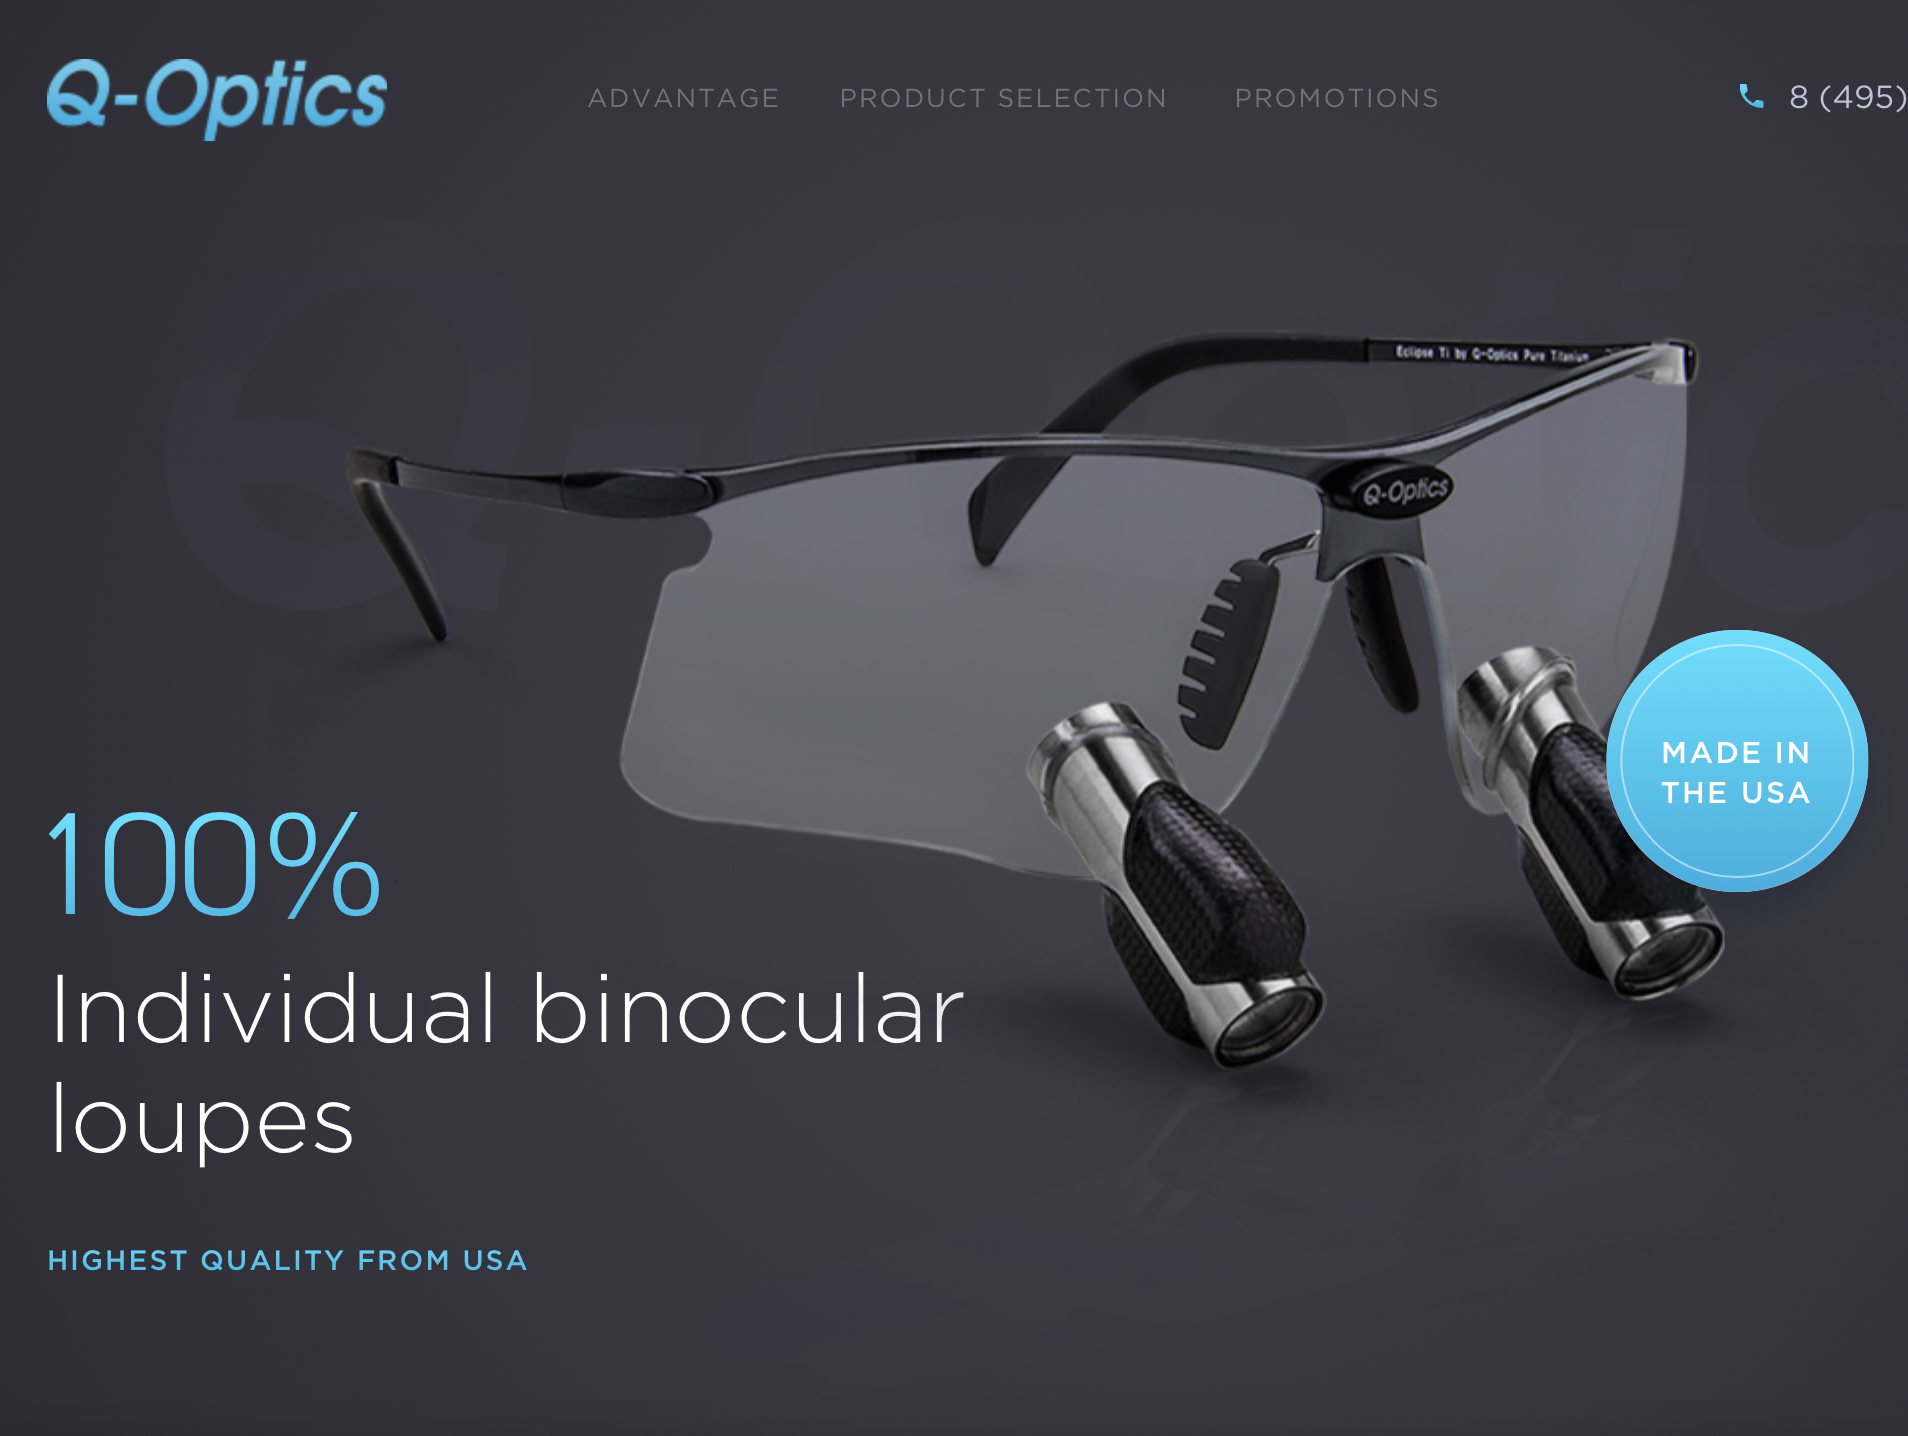 Q-Optics
ADVANTAGE
PRODUCT SELECTION
PROMOTIONS
8 (495)
Eclipse Ti by Q-Optics Pure Titanium
Q-Optics
MADE IN
THE USA
100%
Individual binocular
loupes
HIGHEST QUALITY FROM USA